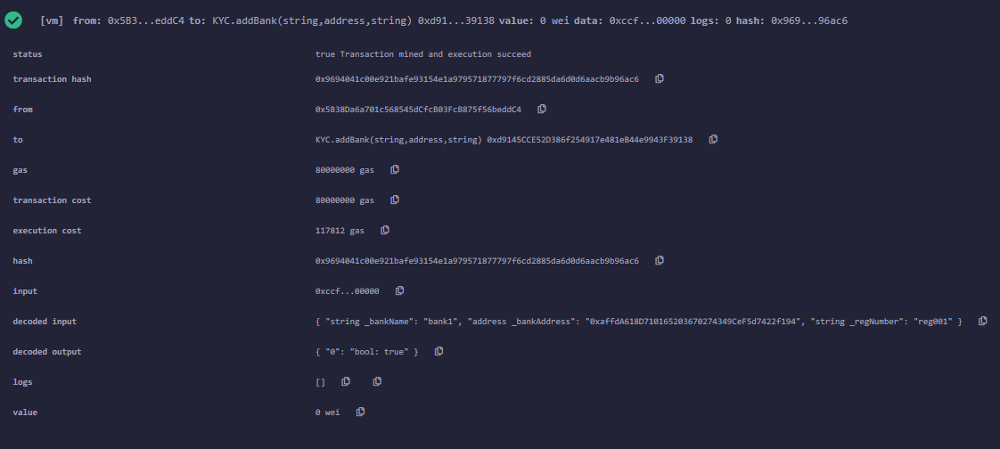 [vm] from: 0x5B3...eddC4 to: KYC.addBank(string,address,string) 0xd91...39138 value: 0 wei data: 0xccf...00000 logs: 0 hash: 0x969...96ac6
status true Transaction mined and execution succeed
transaction hash 0x9694041c00e921bafe93154e1a979571877797f6cd2885da6d0d6aacb9b96ac6
from 0x5B38Da6a701c568545dCfcB03FcB875f56beddC4
to KYC.addBank(string,address,string) 0xd9145CCE52D386f254917e481eB44e9943F39138
gas 80000000 gas
transaction cost 80000000 gas
execution cost 117812 gas
hash 0x9694041c00e921bafe93154e1a979571877797f6cd2885da6d0d6aacb9b96ac6
input 0xccf...00000
decoded input { "string _bankName": "bank1", "address _bankAddress": "0xaffdA618D710165203670274349CeF5d7422f194", "string _regNumber": "reg001" }
decoded output { "0": "bool: true" }
logs []
value 0 wei